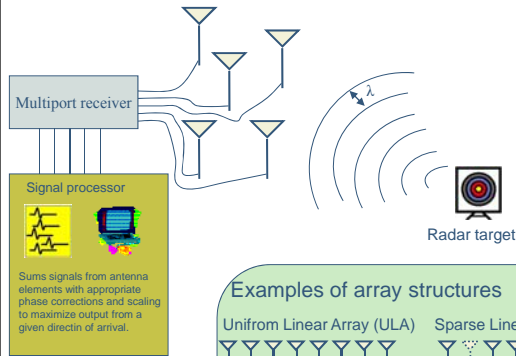 λ
Multiport receiver
Signal processor
Radar target
Sums signals from antenna
elements with appropriate
phase corrections and scaling
to maximize output from a
given directin of arrival.
Examples of array structures
Unifrom Linear Array (ULA)
Sparse Line